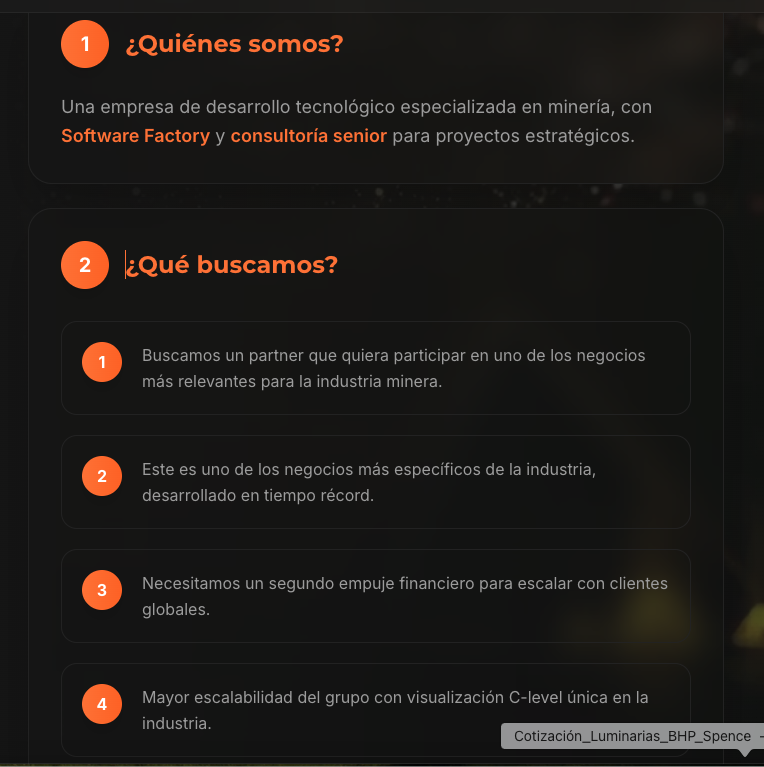 1 ¿Quiénes somos?
Una empresa de desarrollo tecnológico especializada en minería, con
Software Factory y consultoría senior para proyectos estratégicos.
2 ¿Qué buscamos?
1 Buscamos un partner que quiera participar en uno de los negocios
más relevantes para la industria minera.
2 Este es uno de los negocios más específicos de la industria,
desarrollado en tiempo récord.
3 Necesitamos un segundo empuje financiero para escalar con clientes
globales.
4 Mayor escalabilidad del grupo con visualización C-level única en la
industria.
Cotización_Luminarias_BHP_Spence -